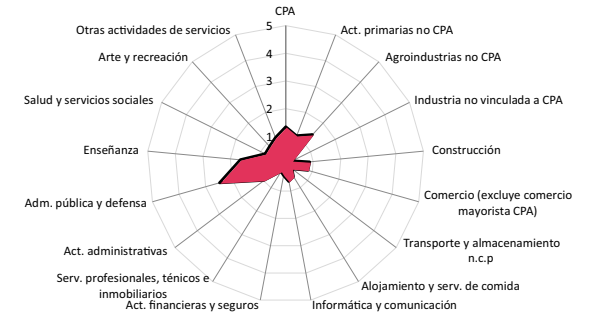 CPA
Act. primarias no CPA
Agroindustrias no CPA
Industria no vinculada a CPA
Construcción
Comercio (excluye comercio
mayorista CPA)
Transporte y almacenamiento
n.c.p
Alojamiento y serv. de comida
Informática y comunicación
Act. financieras y seguros
Serv. profesionales, ténicos e
inmobiliarios
Act. administrativas
Adm. pública y defensa
Enseñanza
Salud y servicios sociales
Arte y recreación
Otras actividades de servicios
5
4
3
2
1